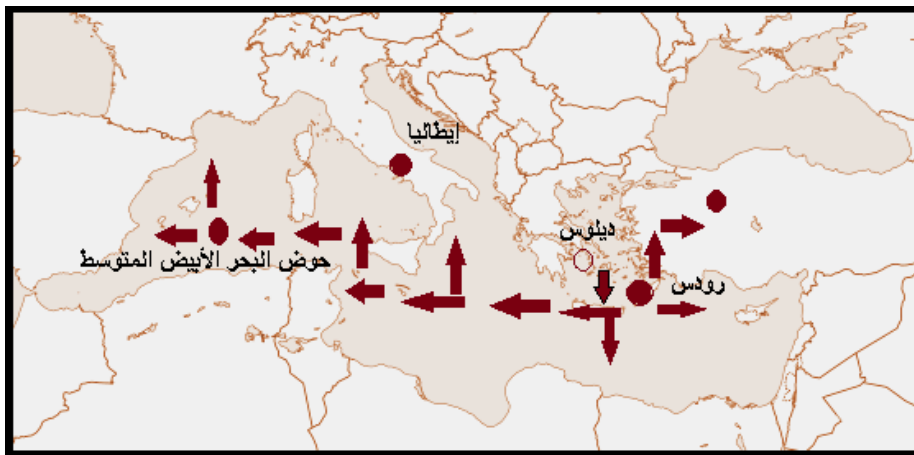 إيطاليا
ديلوس
حوض البحر الأبيض المتوسط
رودس